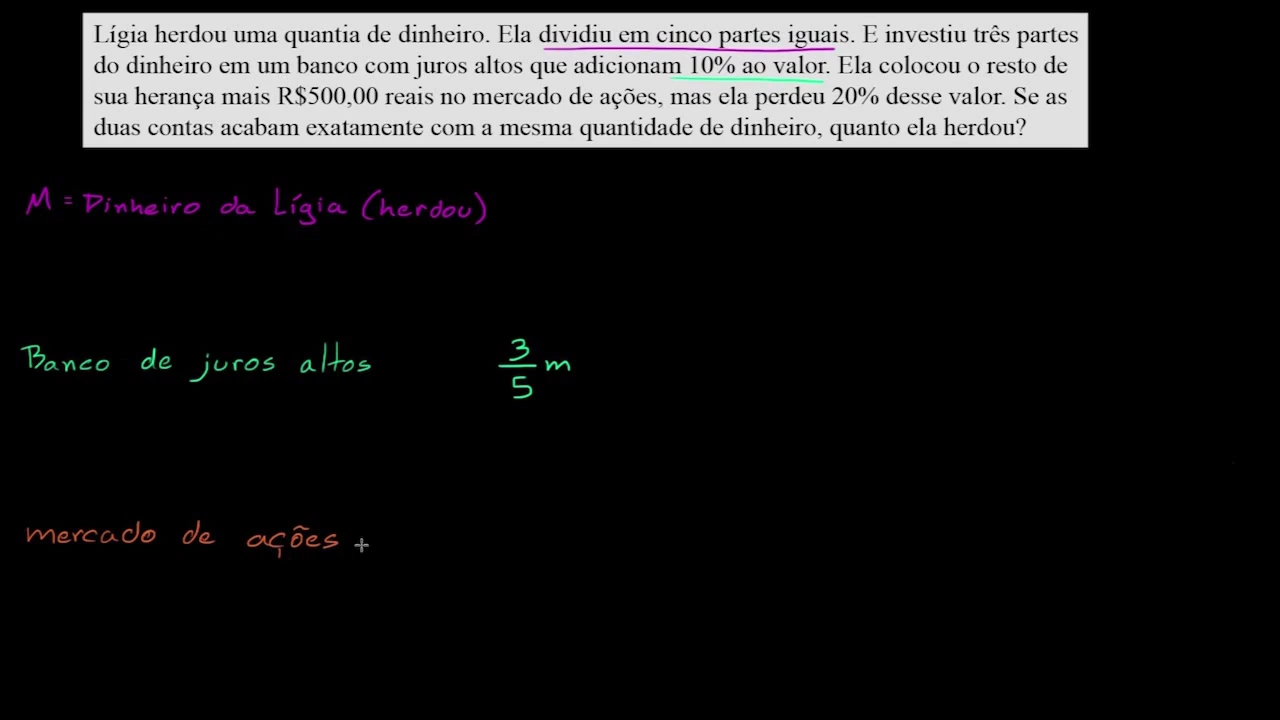 Lígia herdou uma quantia de dinheiro. Ela dividiu em cinco partes iguais. E investiu três partes
do dinheiro em um banco com juros altos que adicionam 10% ao valor. Ela colocou o resto de
sua herança mais R$500,00 reais no mercado de ações, mas ela perdeu 20% desse valor. Se as
duas contas acabam exatamente com a mesma quantidade de dinheiro, quanto ela herdou?
M = Dinheiro da Lígia (herdou)
Banco de juros altos 3/5 m
mercado de ações